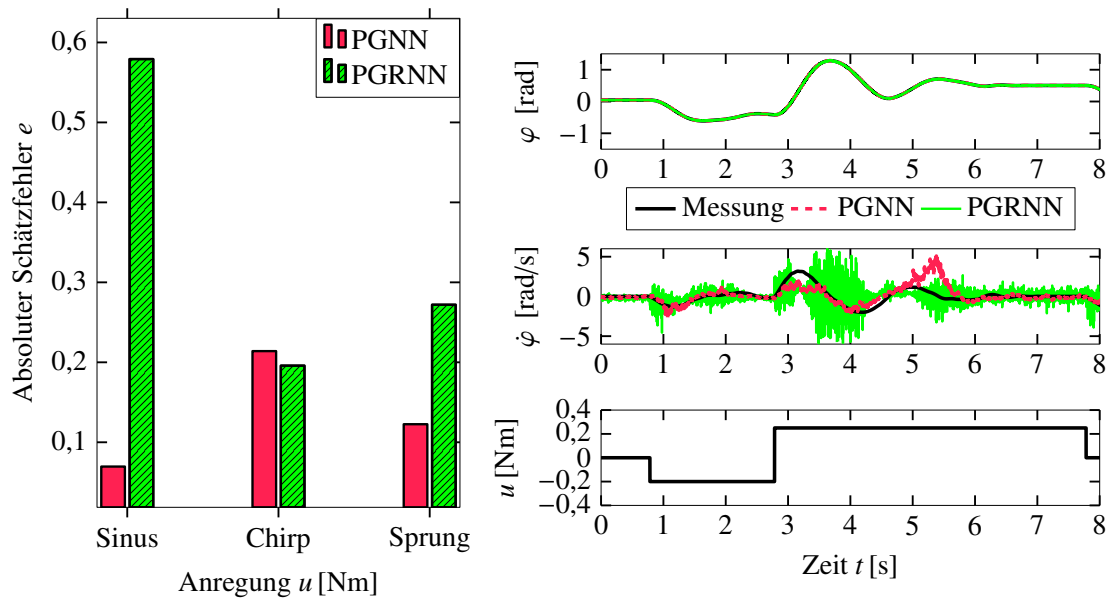 Absoluter Schätzfehler e
0,6
0,5
0,4
0,3
0,2
0,1
PGNN
PGRNN
Sinus
Chirp
Sprung
Anregung u [Nm]
φ [rad]
1
0
−1
0 1 2 3 4 5 6 7 8
Messung PGNN PGRNN
φ̇ [rad/s]
5
0
−5
0 1 2 3 4 5 6 7 8
u [Nm]
0,4
0,2
0
−0,2
−0,4
0 1 2 3 4 5 6 7 8
Zeit t [s]